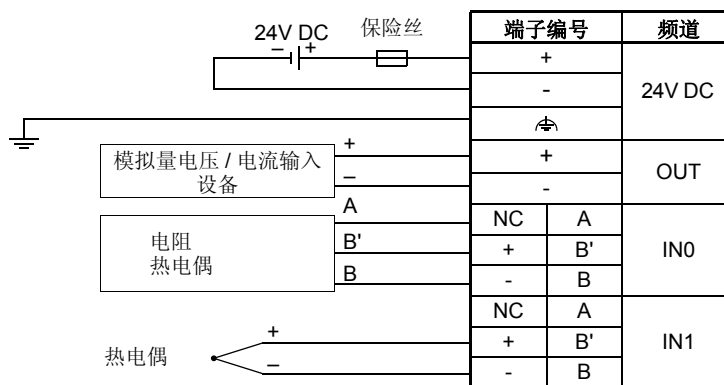 24V DC
保险丝
– +
端子编号 频道
+
-
24V DC
模拟量电压 / 电流输入
设备
+
–
+
-
OUT
电阻
热电偶
A
B'
B
NC A
+ B'
- B
IN0
热电偶
+
–
NC A
+ B'
- B
IN1